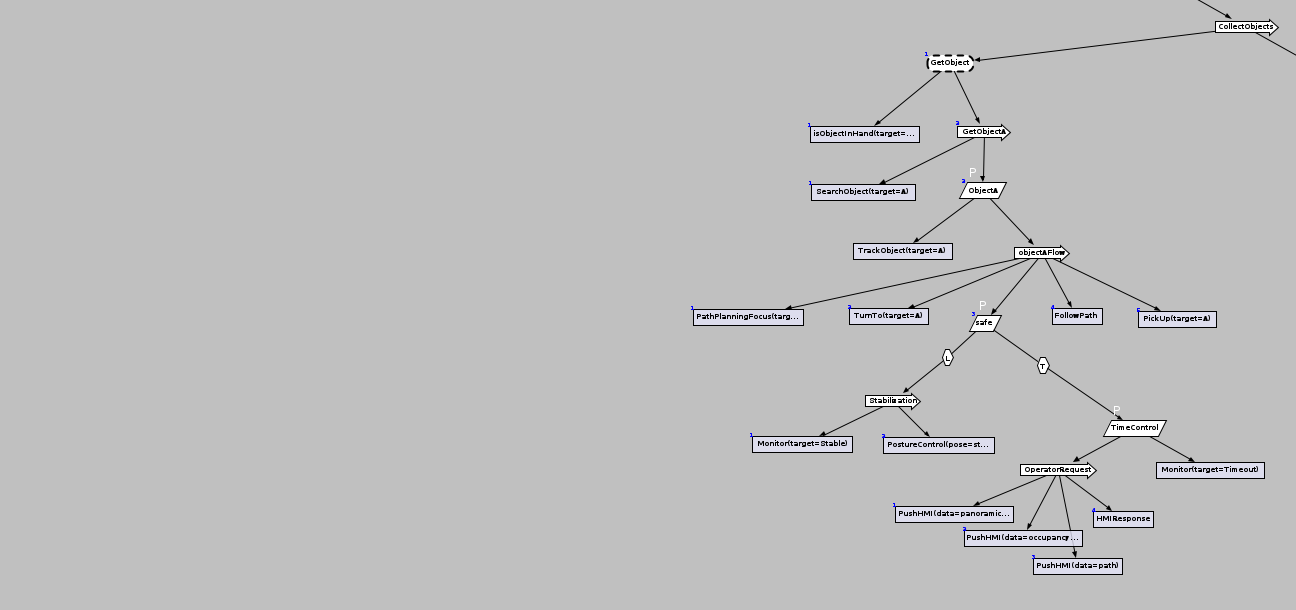 CollectObjects
1
GetObject
1
isObjectInHand(target=...
2
GetObjectA
1
SearchObject(target=A)
P
2
ObjectA
TrackObject(target=A)
objectAFlow
1
PathPlanningFocus(targ...
2
TurnTo(target=A)
P
3
safe
4
FollowPath
5
PickUp(target=A)
L
T
Stabilisation
P
TimeControl
1
Monitor(target=Stable)
2
PostureControl(pose=st...
OperatorRequest
Monitor(target=Timeout)
1
PushHMI(data=panoramic...
4
HMIResponse
2
PushHMI(data=occupancy...
3
PushHMI(data=path)